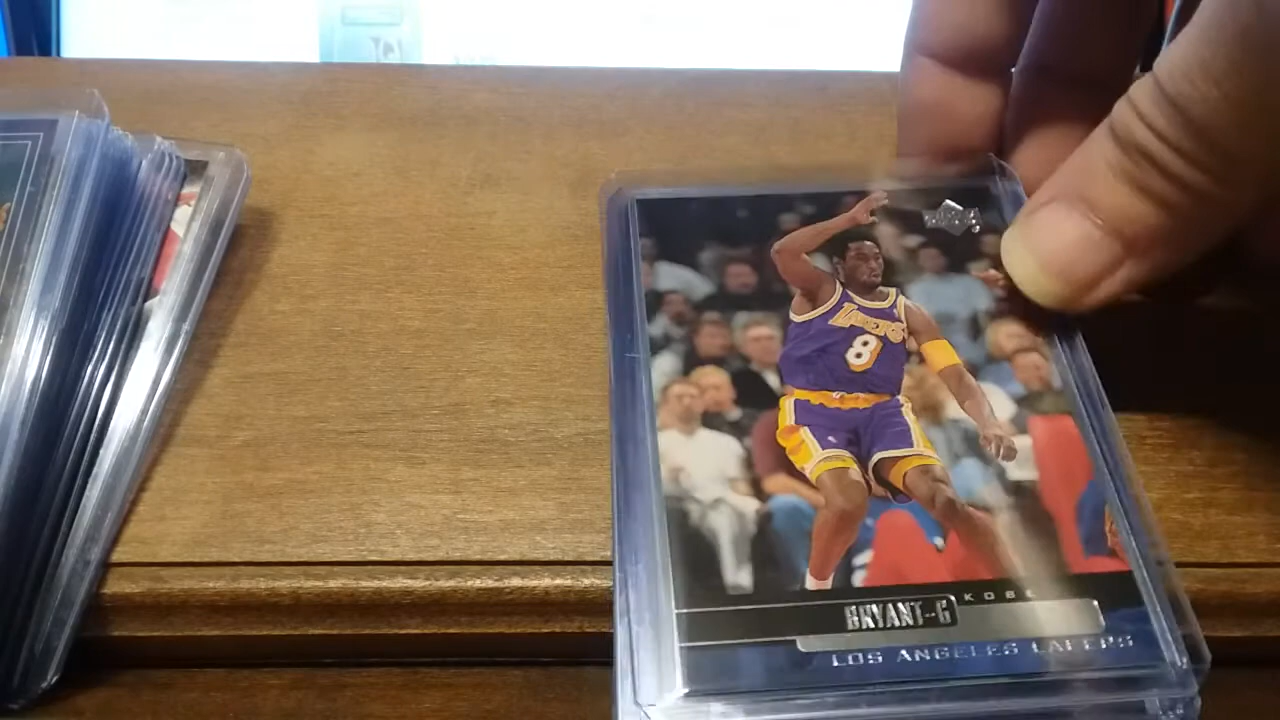 LAKERS
8
KOBE
BRYANT-G
LOS ANGELES LAKERS